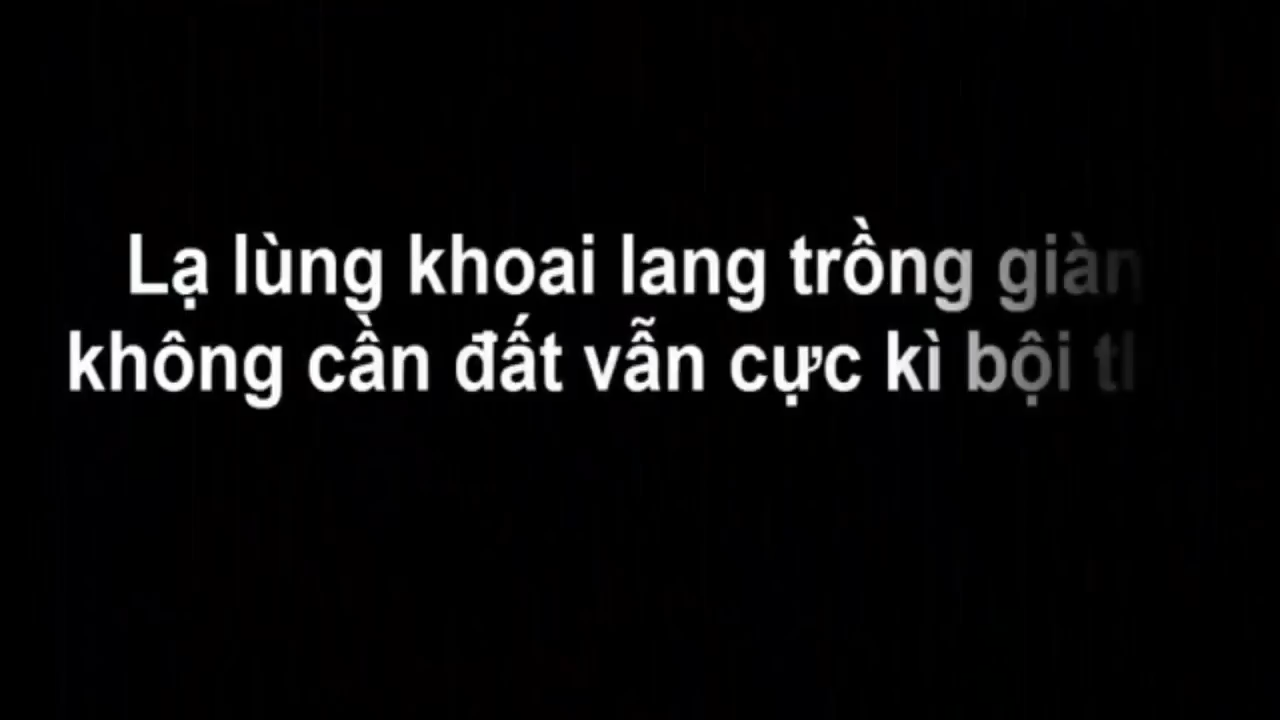 Lạ lùng khoai lang trồng giàn
không cần đất vẫn cực kì bội